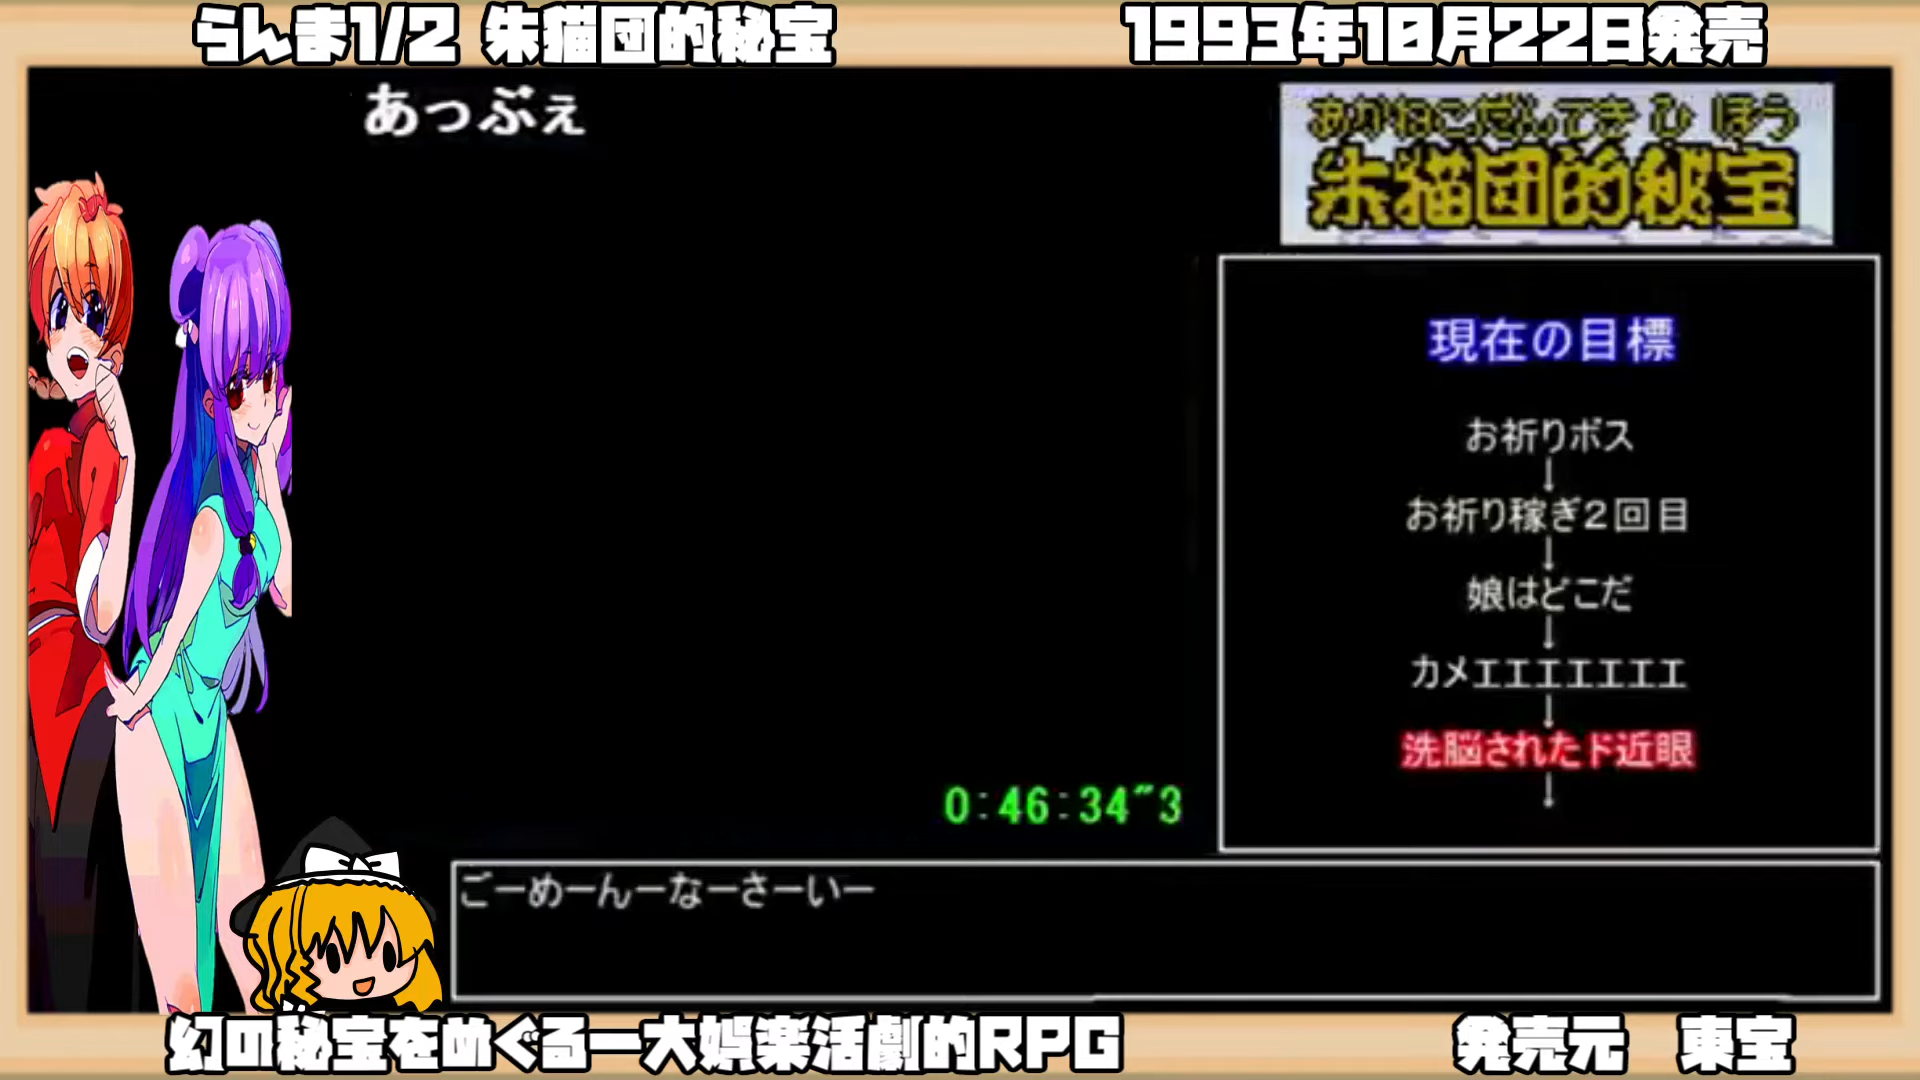 らんま1/2 朱猫団的秘宝
1993年10月22日発売
あっぶぇ
あかねこだんてき ひ ほう
朱猫団的秘宝
現在の目標
お祈りボス
↓
お祈り稼ぎ2回目
↓
娘はどこだ
↓
カメエエエエエエエ
↓
洗脳されたド近眼
↓
0:46:34"3
ごーめーんーなーさーいー
幻の秘宝をめぐる一大娯楽活劇的RPG
発売元 東宝